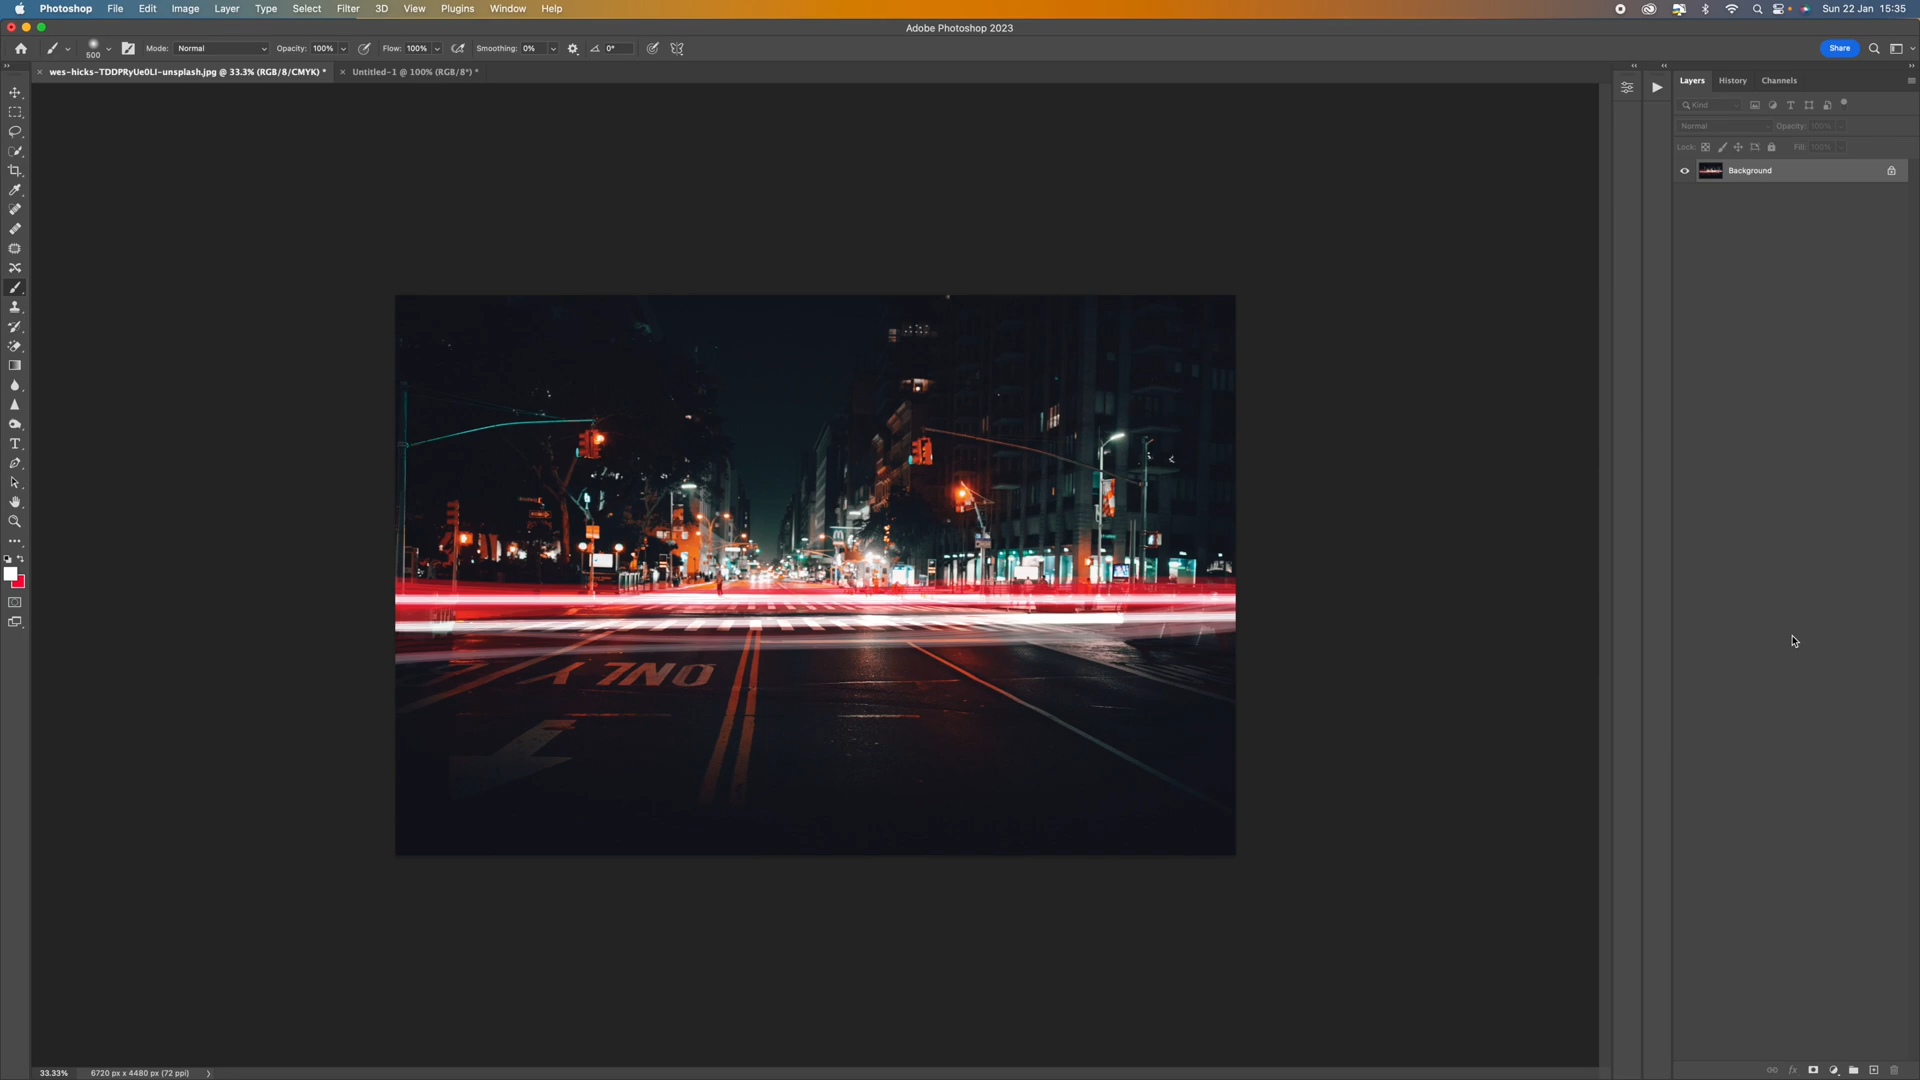 Photoshop File Edit Image Layer Type Select Filter 3D View Plugins Window Help Sun 22 Jan 15:35
Adobe Photoshop 2023
500 Mode: Normal Opacity: 100% Flow: 100% Smoothing: 0% 0° Share
wes-hicks-TDDPRyUe0LI-unsplash.jpg @ 33.3% (RGB/8/CMYK) * Untitled-1 @ 100% (RGB/8*) *
Layers History Channels
Kind
Normal Opacity: 100%
Lock: Fill: 100%
Background
ONLY
33.33% 6720 px x 4480 px (72 ppi)